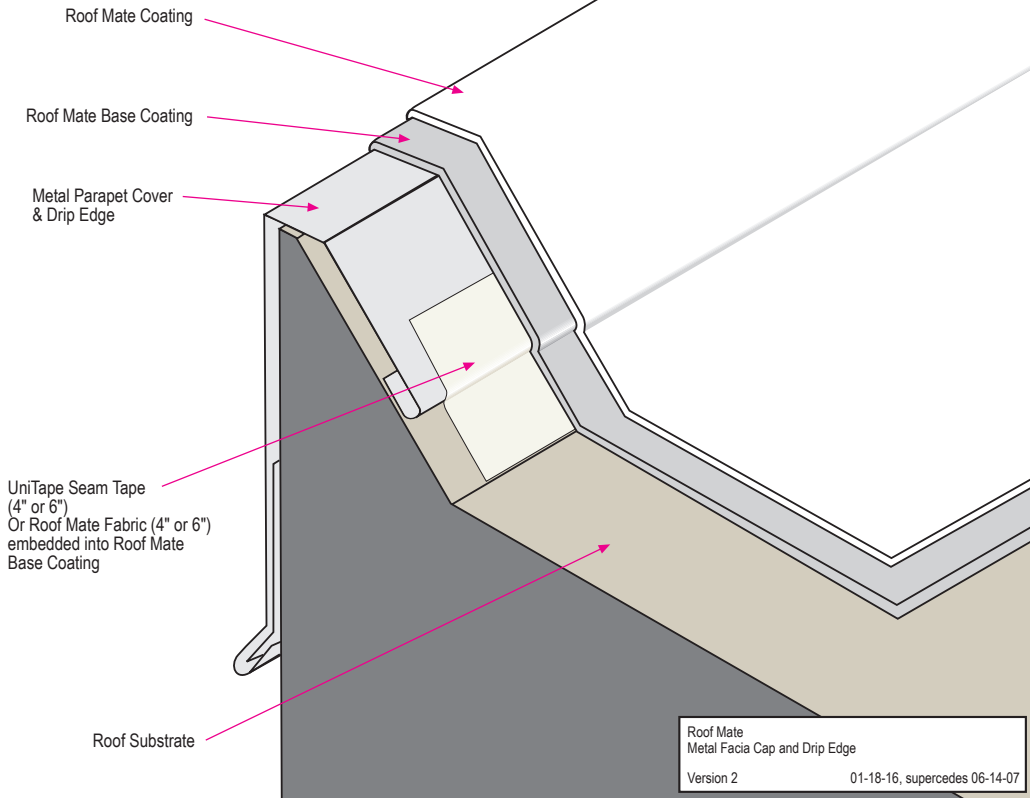 Roof Mate Coating
Roof Mate Base Coating
Metal Parapet Cover
& Drip Edge
UniTape Seam Tape
(4" or 6")
Or Roof Mate Fabric (4" or 6")
embedded into Roof Mate
Base Coating
Roof Substrate
Roof Mate
Metal Facia Cap and Drip Edge
Version 2 01-18-16, supercedes 06-14-07